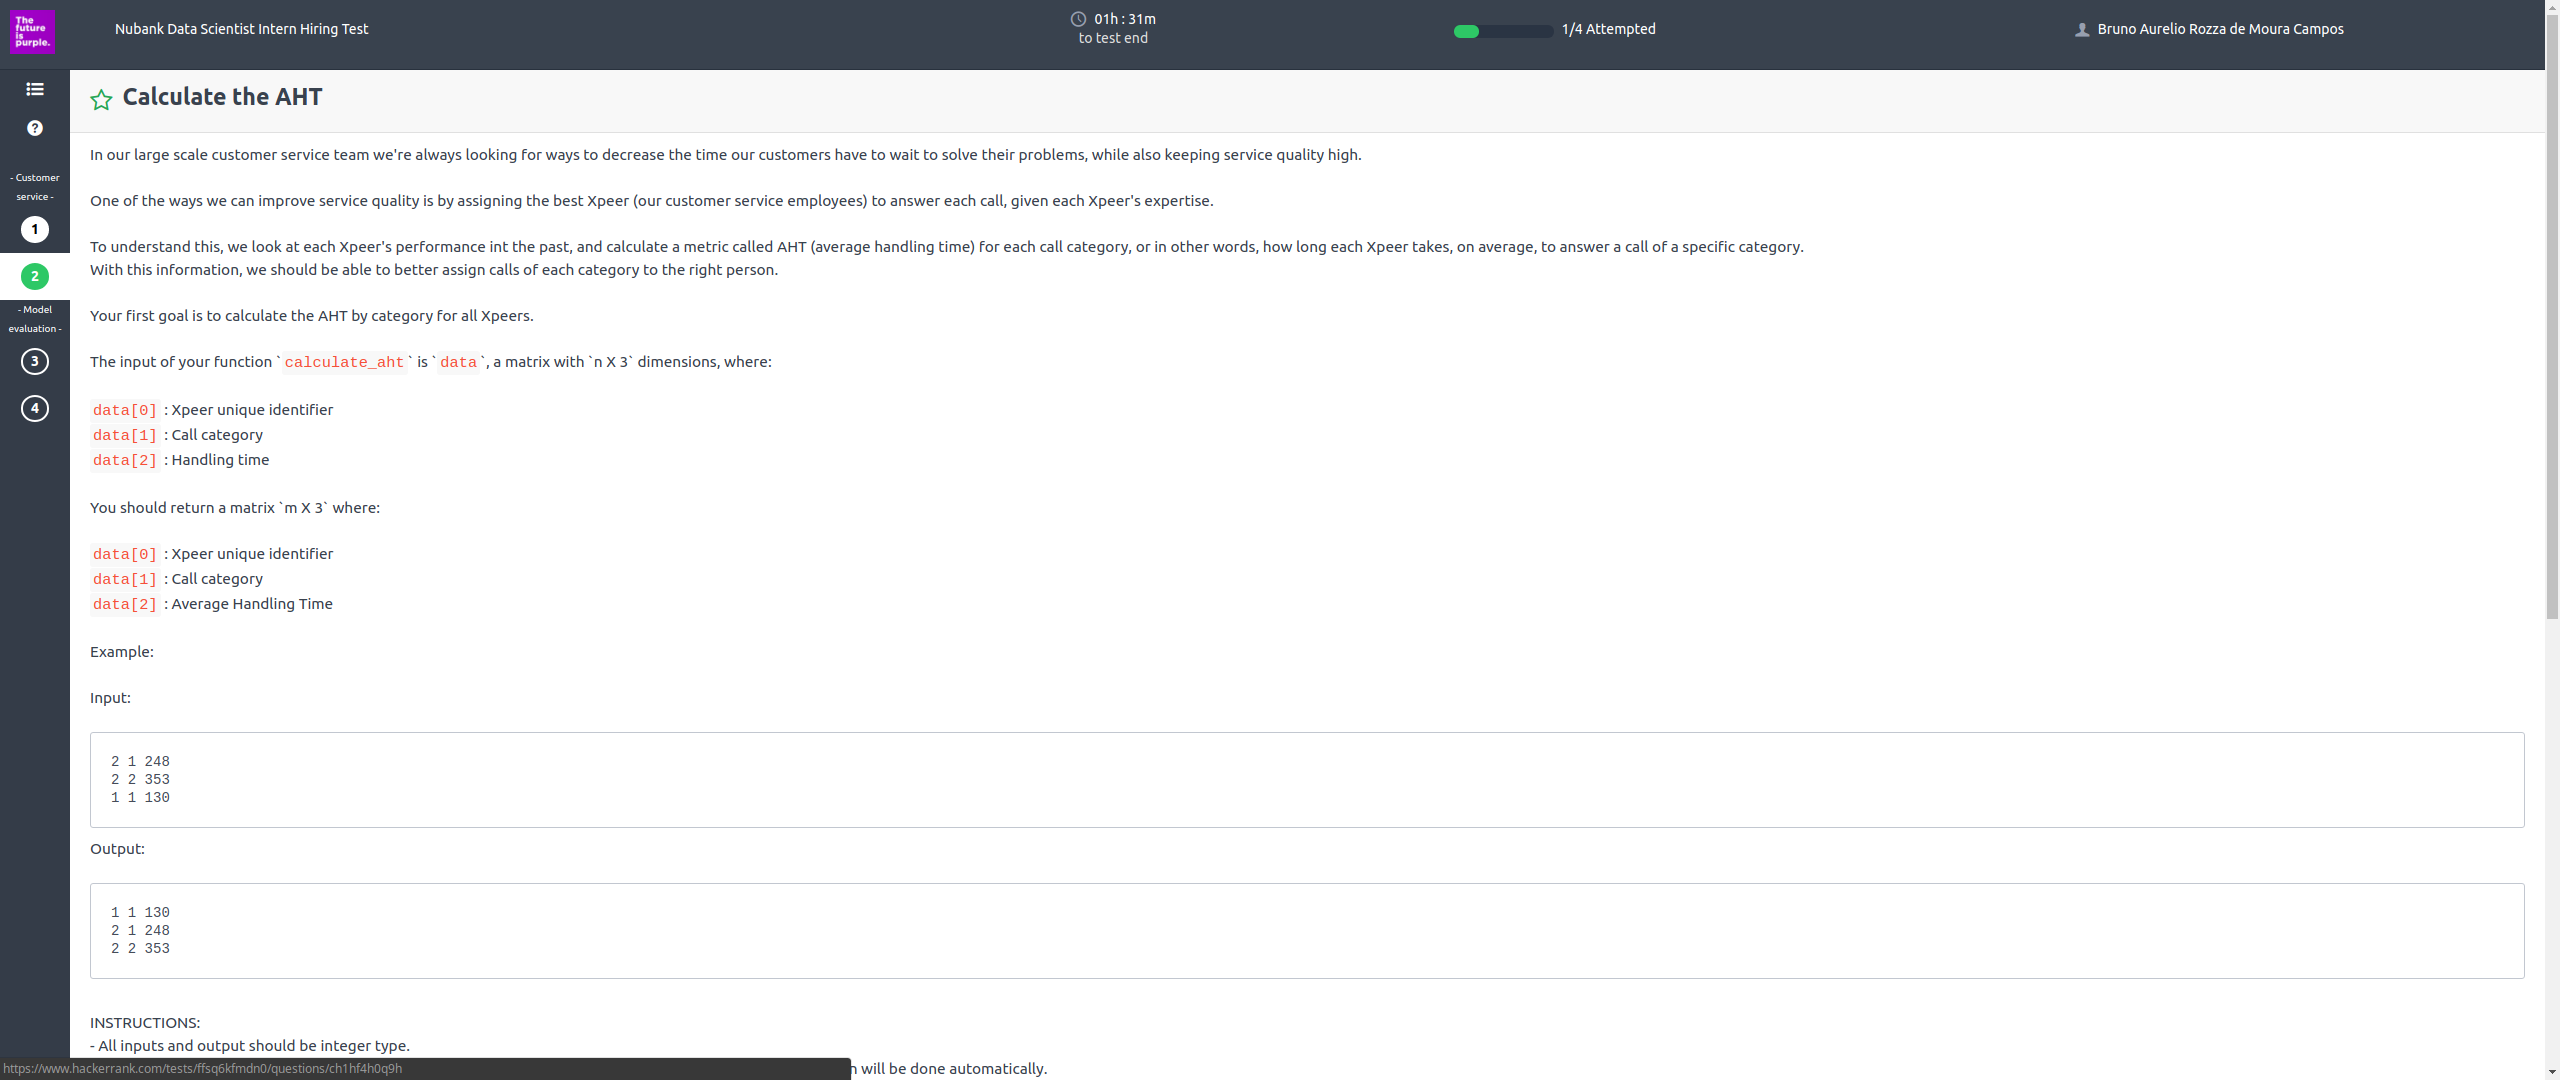 The
future
is
purple.
Nubank Data Scientist Intern Hiring Test
01h : 31m
to test end
1/4 Attempted
Bruno Aurelio Rozza de Moura Campos
- Customer
service -
1
2
- Model
evaluation -
3
4
Calculate the AHT
In our large scale customer service team we're always looking for ways to decrease the time our customers have to wait to solve their problems, while also keeping service quality high.
One of the ways we can improve service quality is by assigning the best Xpeer (our customer service employees) to answer each call, given each Xpeer's expertise.
To understand this, we look at each Xpeer's performance int the past, and calculate a metric called AHT (average handling time) for each call category, or in other words, how long each Xpeer takes, on average, to answer a call of a specific category.
With this information, we should be able to better assign calls of each category to the right person.
Your first goal is to calculate the AHT by category for all Xpeers.
The input of your function `calculate_aht` is `data`, a matrix with `n X 3` dimensions, where:
data[0] : Xpeer unique identifier
data[1] : Call category
data[2] : Handling time
You should return a matrix `m X 3` where:
data[0] : Xpeer unique identifier
data[1] : Call category
data[2] : Average Handling Time
Example:
Input:
2 1 248
2 2 353
1 1 130
Output:
1 1 130
2 1 248
2 2 353
INSTRUCTIONS:
- All inputs and output should be integer type.
will be done automatically.
https://www.hackerrank.com/tests/ffsq6kfmdn0/questions/ch1hf4h0q9h